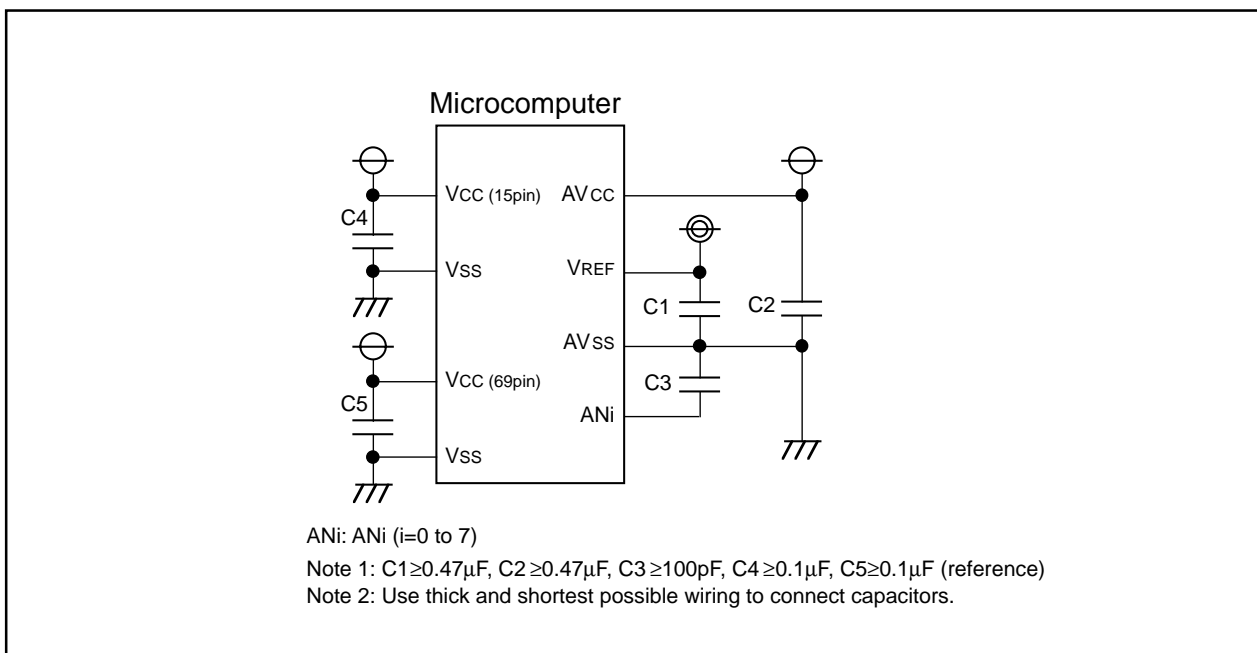 Microcomputer
VCC (15pin) AVCC
C4
VSS VREF
C1 C2
AVSS
VCC (69pin) C3
C5 ANi
VSS
ANi: ANi (i=0 to 7)
Note 1: C1≥0.47µF, C2 ≥0.47µF, C3 ≥100pF, C4 ≥0.1µF, C5≥0.1µF (reference)
Note 2: Use thick and shortest possible wiring to connect capacitors.